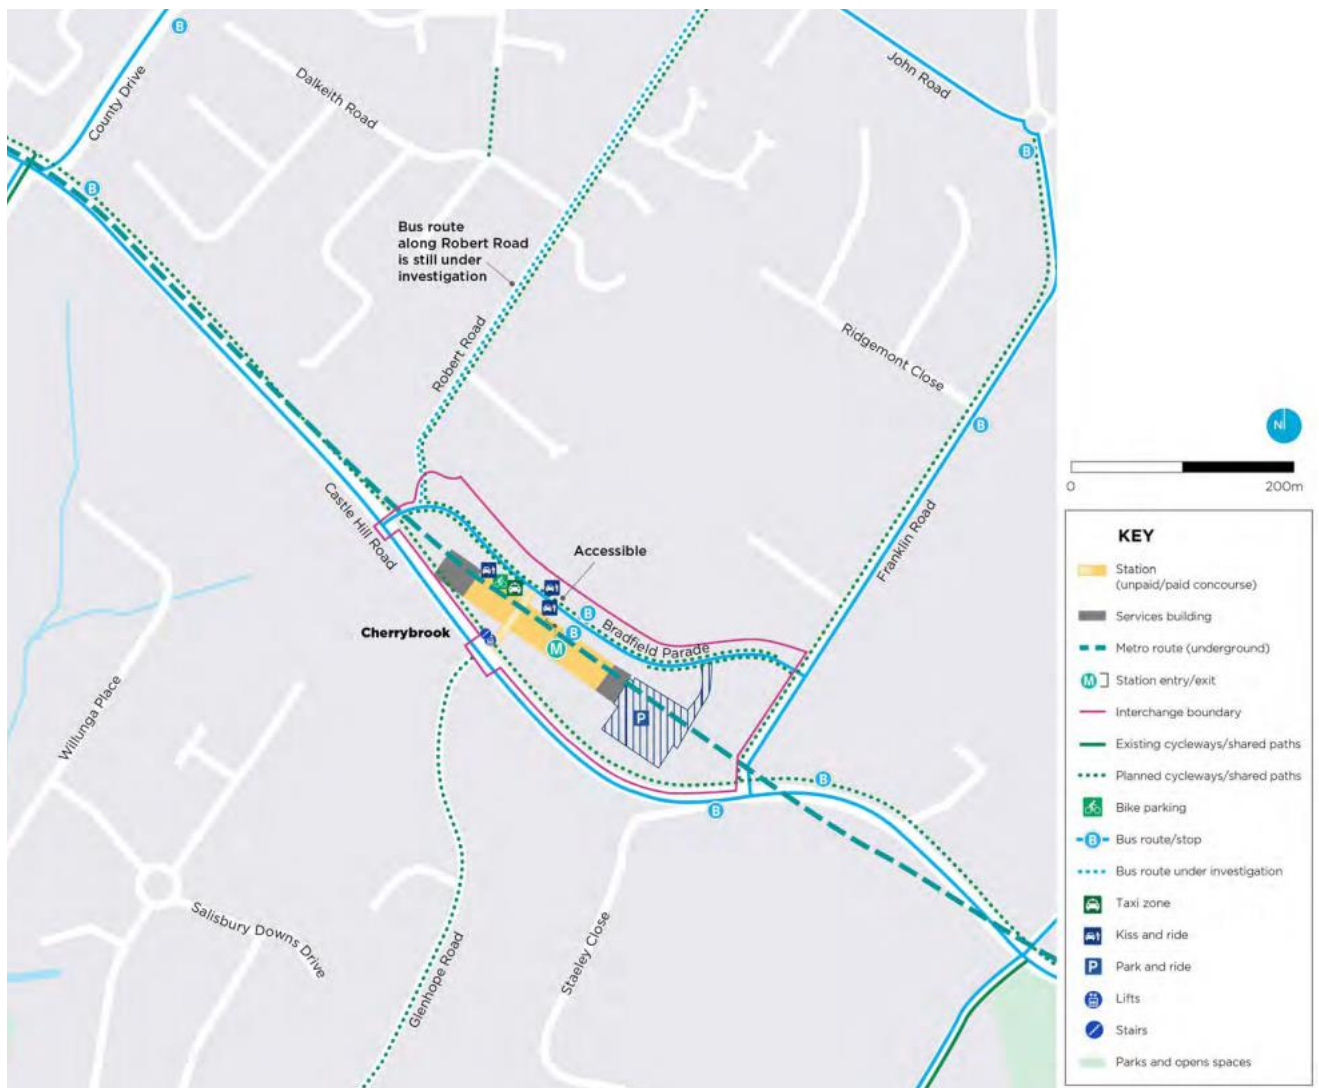 B
County Drive
Dalkeith Road
John Road
B
B
Bus route
along Robert Road
is still under
investigation
Robert Road
Ridgemont Close
B
Castle Hill Road
Franklin Road
Accessible
B
B
Bradfield Parade
Cherrybrook
M
P
Willunga Place
B
B
Salisbury Downs Drive
Glenhope Road
Staeley Close
N
0
200m
KEY
Station
(unpaid/paid concourse)
Services building
Metro route (underground)
M
Station entry/exit
Interchange boundary
Existing cycleways/shared paths
Planned cycleways/shared paths
Bike parking
B
Bus route/stop
Bus route under investigation
Taxi zone
Kiss and ride
P
Park and ride
Lifts
Stairs
Parks and opens spaces